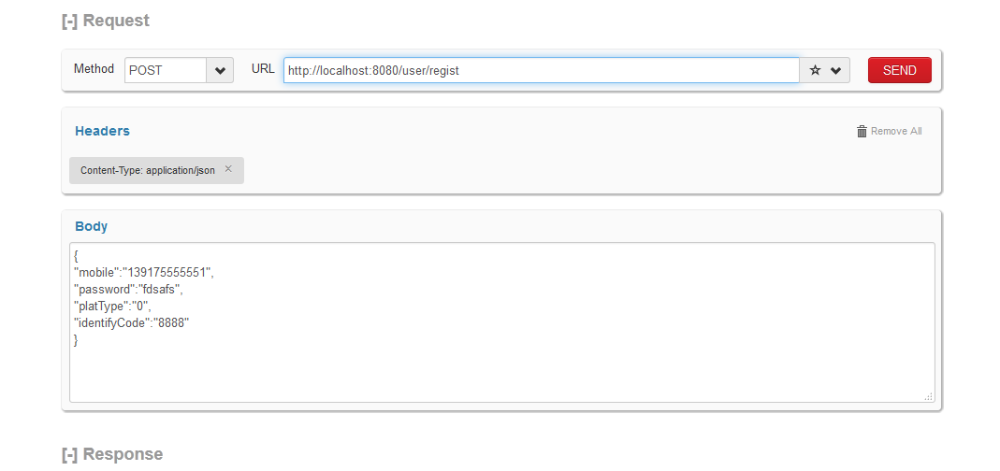 [-] Request
Method POST URL http://localhost:8080/user/regist SEND
Headers Remove All
Content-Type: application/json ×
Body
{
"mobile":"139175555551",
"password":"fdsafs",
"platType":"0",
"identifyCode":"8888"
}
[-] Response